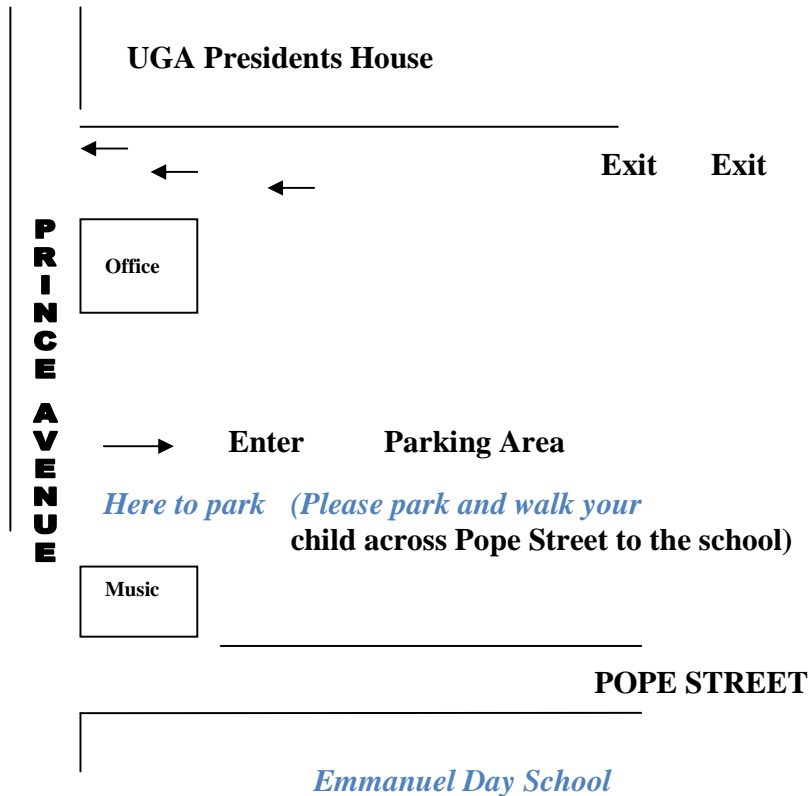 UGA Presidents House
Exit Exit
PRINCE AVENUE
Office
Enter Parking Area
Here to park (Please park and walk your
child across Pope Street to the school)
Music
POPE STREET
Emmanuel Day School